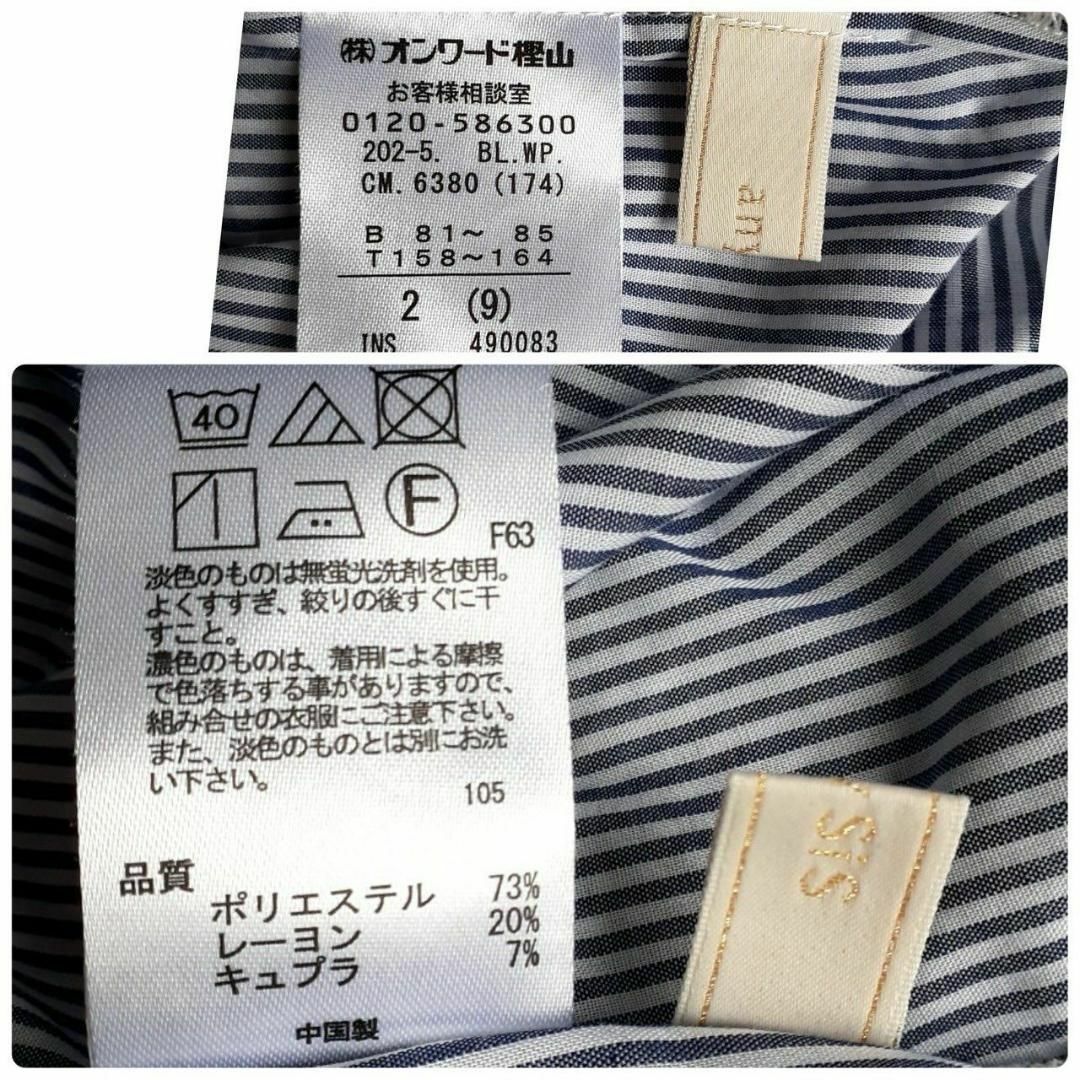 (株)オンワード樫山
お客様相談室
0120-586300
202-5. BL.WP.
CM. 6380 (174)
B 81～ 85
T158～164
2 (9)
INS 490083
any
40
F
F63
淡色のものは無蛍光洗剤を使用。
よくすすぎ、絞りの後すぐに干
すこと。
濃色のものは、着用による摩擦
で色落ちする事がありますので、
組み合せの衣服にご注意下さい。
また、淡色のものとは別にお洗
い下さい。
105
品質
ポリエステル 73%
レーヨン 20%
キュプラ 7%
中国製
SiS